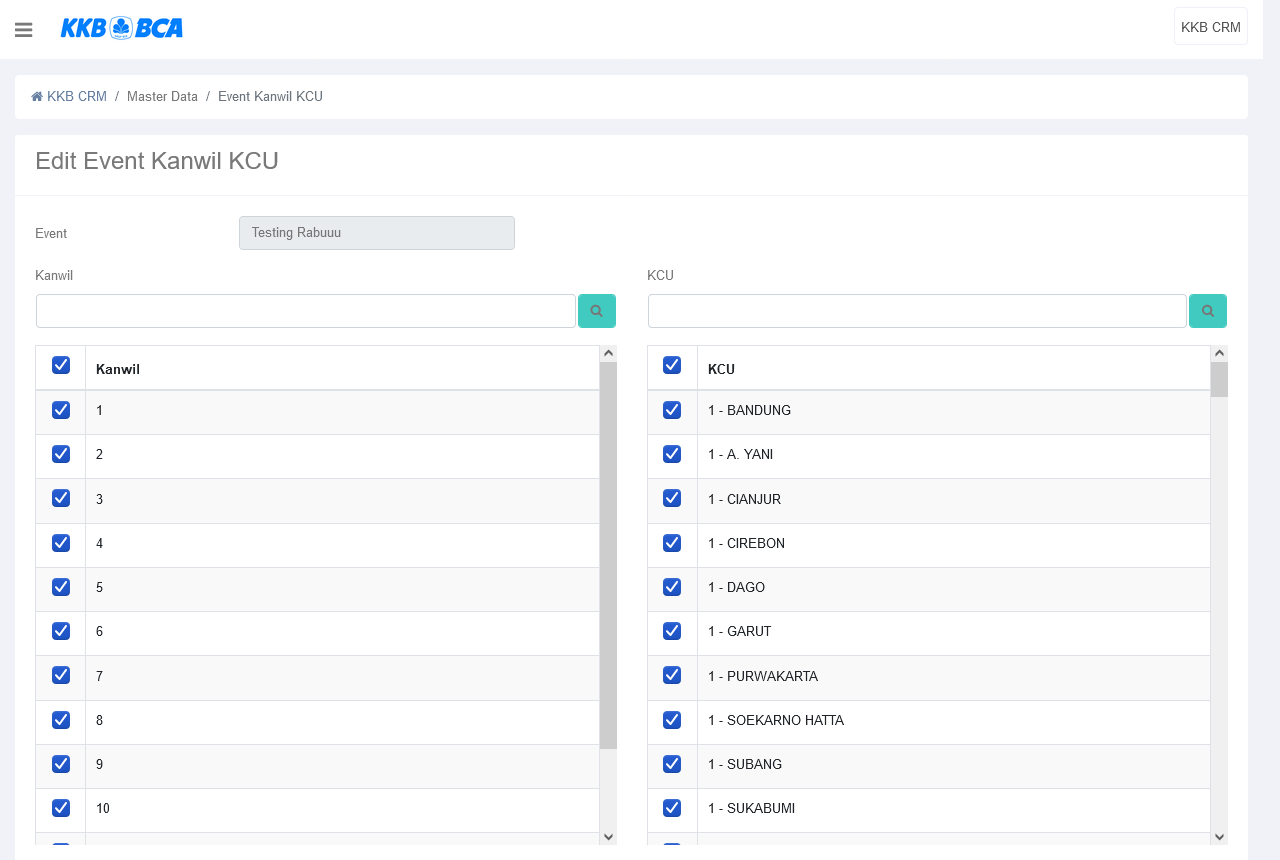 KKB BCA
KKB CRM
KKB CRM / Master Data / Event Kanwil KCU
Edit Event Kanwil KCU
Event
Testing Rabuuu
Kanwil
Kanwil
1
2
3
4
5
6
7
8
9
10
KCU
KCU
1 - BANDUNG
1 - A. YANI
1 - CIANJUR
1 - CIREBON
1 - DAGO
1 - GARUT
1 - PURWAKARTA
1 - SOEKARNO HATTA
1 - SUBANG
1 - SUKABUMI